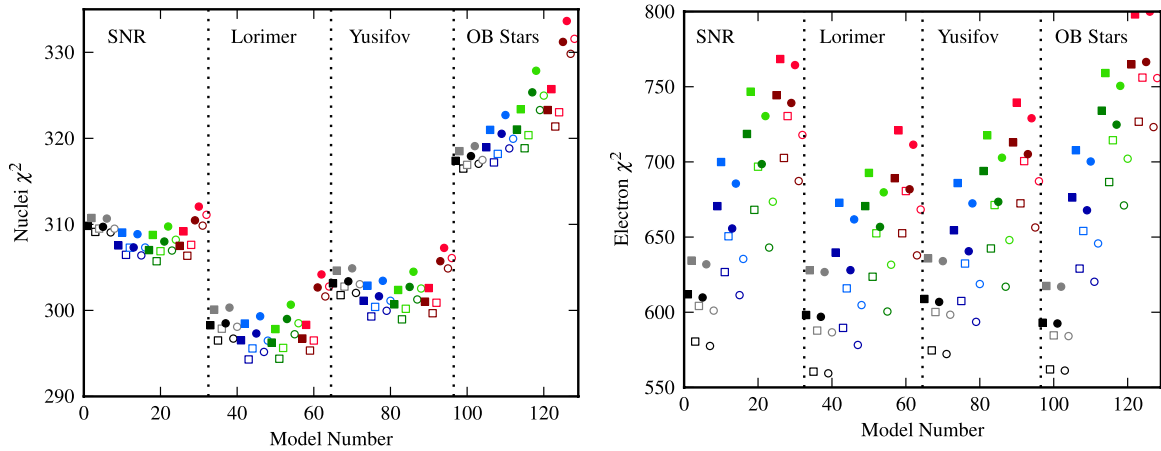 SNR Lorimer Yusifov OB Stars
335
330
320
310
300
290
0 20 40 60 80 100 120
Nuclei χ²
Model Number
SNR Lorimer Yusifov OB Stars
800
750
700
650
600
550
0 20 40 60 80 100 120
Electron χ²
Model Number